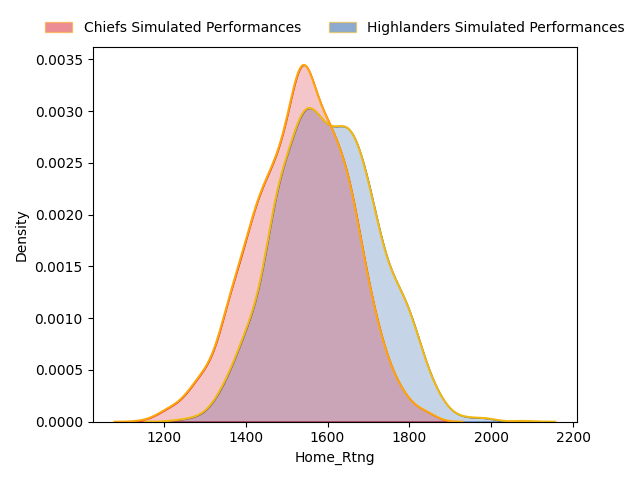 Chiefs Simulated Performances
Highlanders Simulated Performances
0.0035
0.0030
0.0025
0.0020
0.0015
0.0010
0.0005
0.0000
Density
1200 1400 1600 1800 2000 2200
Home_Rtng